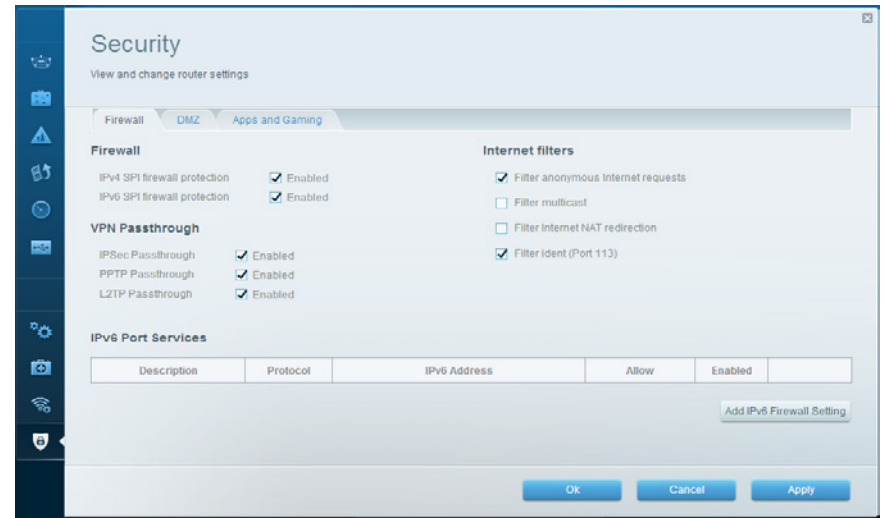 Security
View and change router settings
Firewall DMZ Apps and Gaming
Firewall
IPv4 SPI firewall protection Enabled
IPv6 SPI firewall protection Enabled
VPN Passthrough
IPSec Passthrough Enabled
PPTP Passthrough Enabled
L2TP Passthrough Enabled
Internet filters
Filter anonymous Internet requests
Filter multicast
Filter Internet NAT redirection
Filter ident (Port 113)
IPv6 Port Services
Description Protocol IPv6 Address Allow Enabled
Add IPv6 Firewall Setting
Ok Cancel Apply